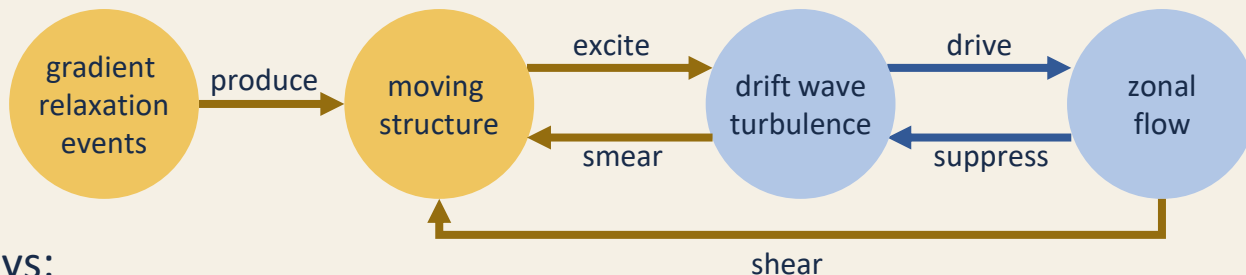 gradient
relaxation
events
produce
moving
structure
excite
smear
drift wave
turbulence
drive
suppress
zonal
flow
shear